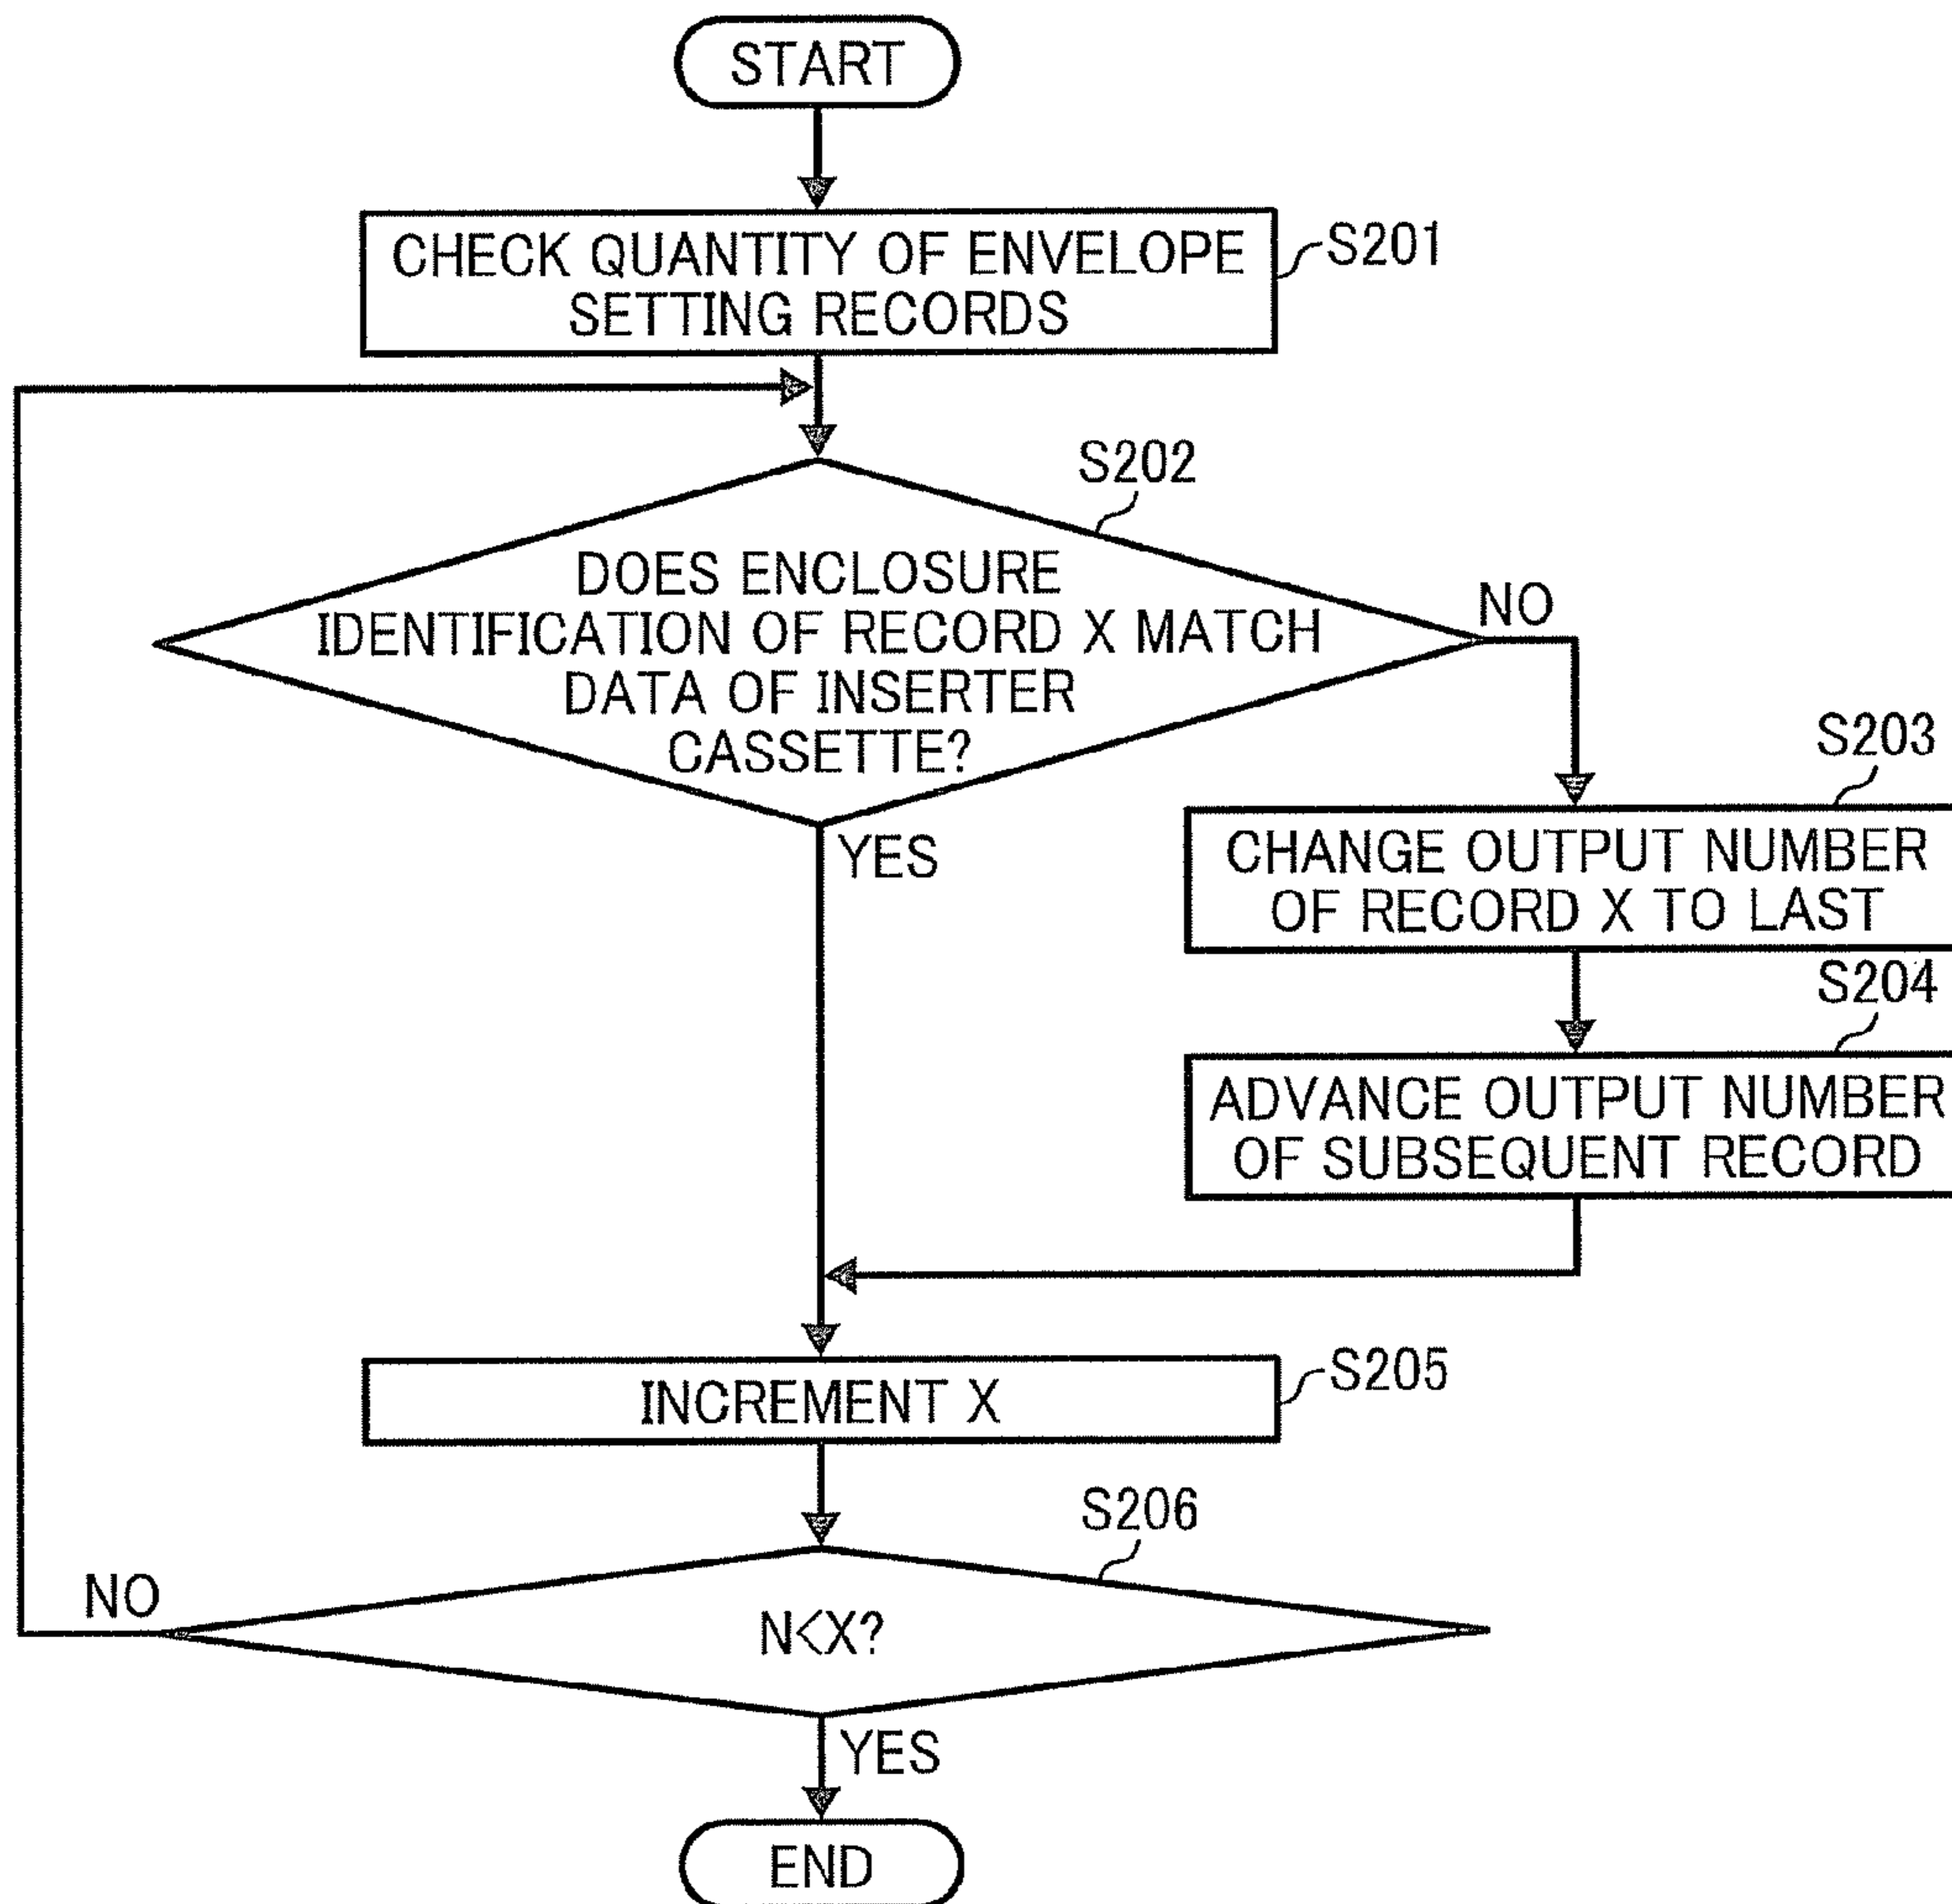 START
CHECK QUANTITY OF ENVELOPE
SETTING RECORDS
S201
S202
DOES ENCLOSURE
IDENTIFICATION OF RECORD X MATCH
DATA OF INSERTER
CASSETTE?
NO
YES
S203
CHANGE OUTPUT NUMBER
OF RECORD X TO LAST
S204
ADVANCE OUTPUT NUMBER
OF SUBSEQUENT RECORD
INCREMENT X
S205
S206
N<X?
NO
YES
END